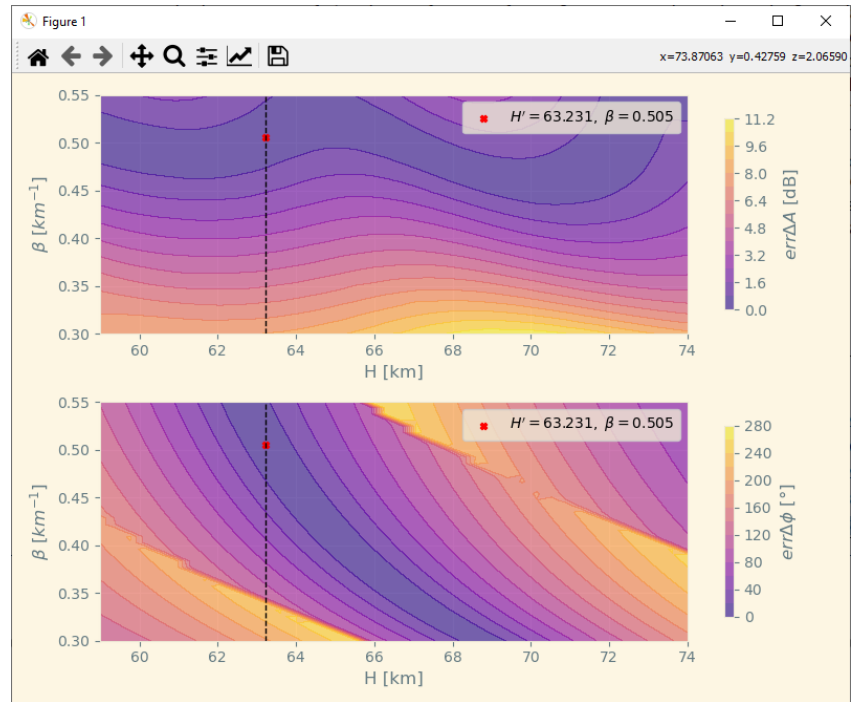 Figure 1
x=73.87063 y=0.42759 z=2.06590
0.55
0.50
0.45
0.40
0.35
0.30
β [km⁻¹]
H′ = 63.231, β = 0.505
60 62 64 66 68 70 72 74
H [km]
11.2
9.6
8.0
6.4
4.8
3.2
1.6
0.0
errΔA [dB]
0.55
0.50
0.45
0.40
0.35
0.30
β [km⁻¹]
H′ = 63.231, β = 0.505
60 62 64 66 68 70 72 74
H [km]
280
240
200
160
120
80
40
0
errΔϕ [°]